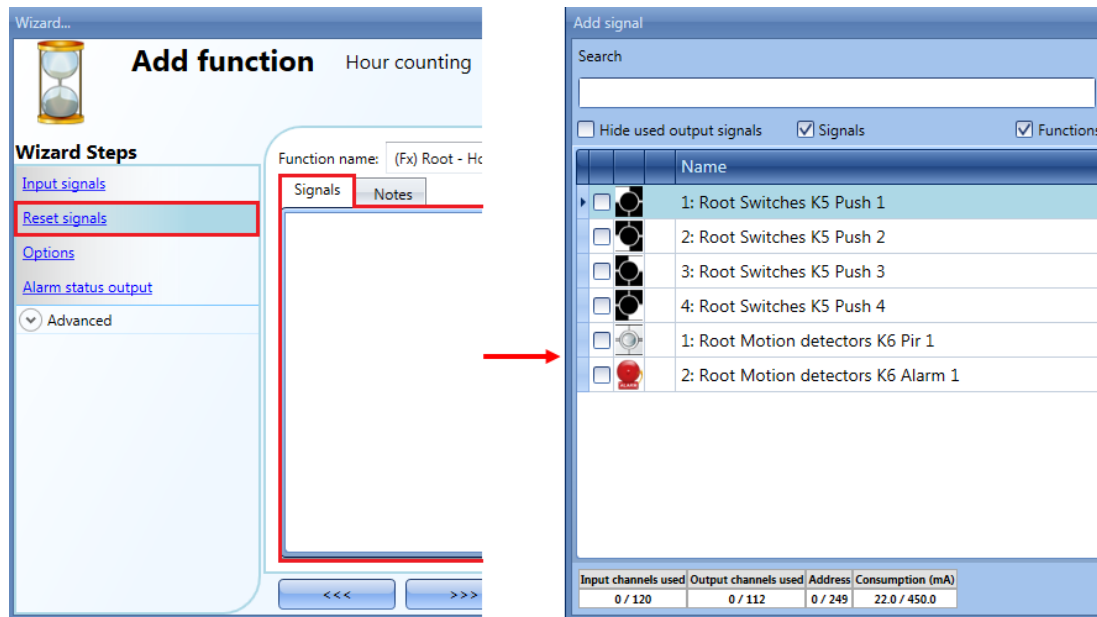 Wizard...
Add function Hour counting
Wizard Steps
Input signals
Reset signals
Options
Alarm status output
Advanced
Function name: (Fx) Root - Ho
Signals Notes
<<< >>>
Add signal
Search
Hide used output signals Signals Functions
Name
1: Root Switches K5 Push 1
2: Root Switches K5 Push 2
3: Root Switches K5 Push 3
4: Root Switches K5 Push 4
1: Root Motion detectors K6 Pir 1
ALARM 2: Root Motion detectors K6 Alarm 1
Input channels used Output channels used Address Consumption (mA)
0 / 120 0 / 112 0 / 249 22.0 / 450.0